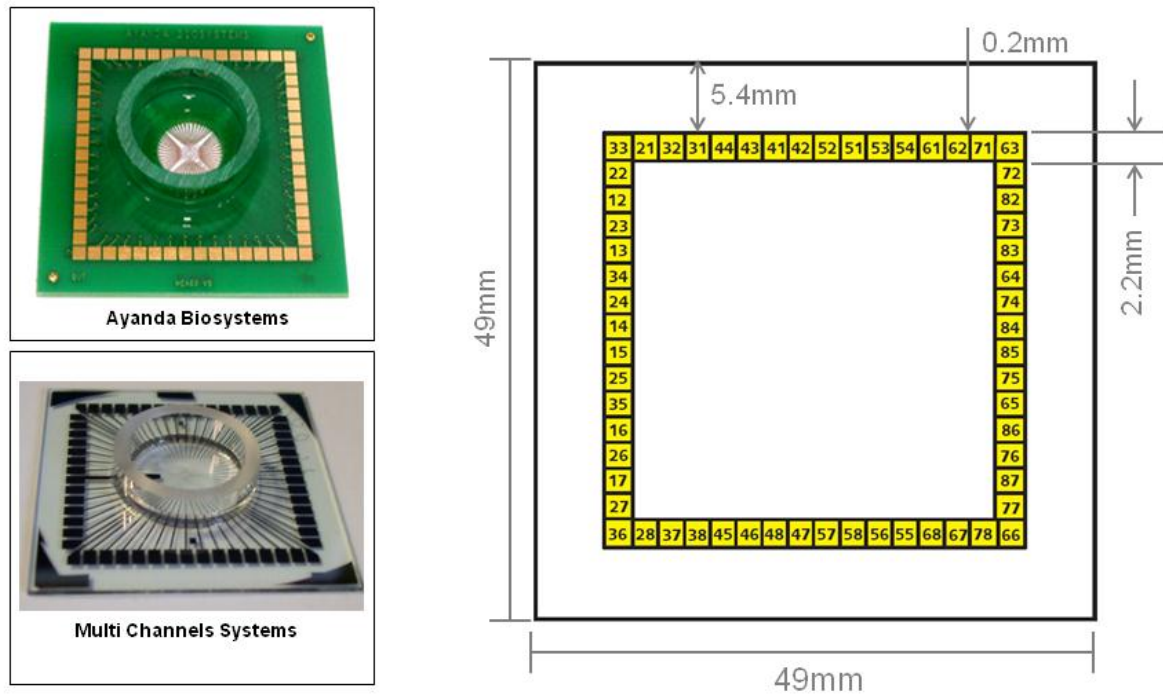 AYANDA BIOSYSTEMS
Ayanda Biosystems
Multi Channels Systems
0.2mm
5.4mm
33 21 32 31 44 43 41 42 52 51 53 54 61 62 71 63
22 72
12 82
23 73
13 83
34 64
24 74
14 84
15 85
25 75
35 65
16 86
26 76
17 87
27 77
36 28 37 38 45 46 48 47 57 58 56 55 68 67 78 66
2.2mm
49mm
49mm